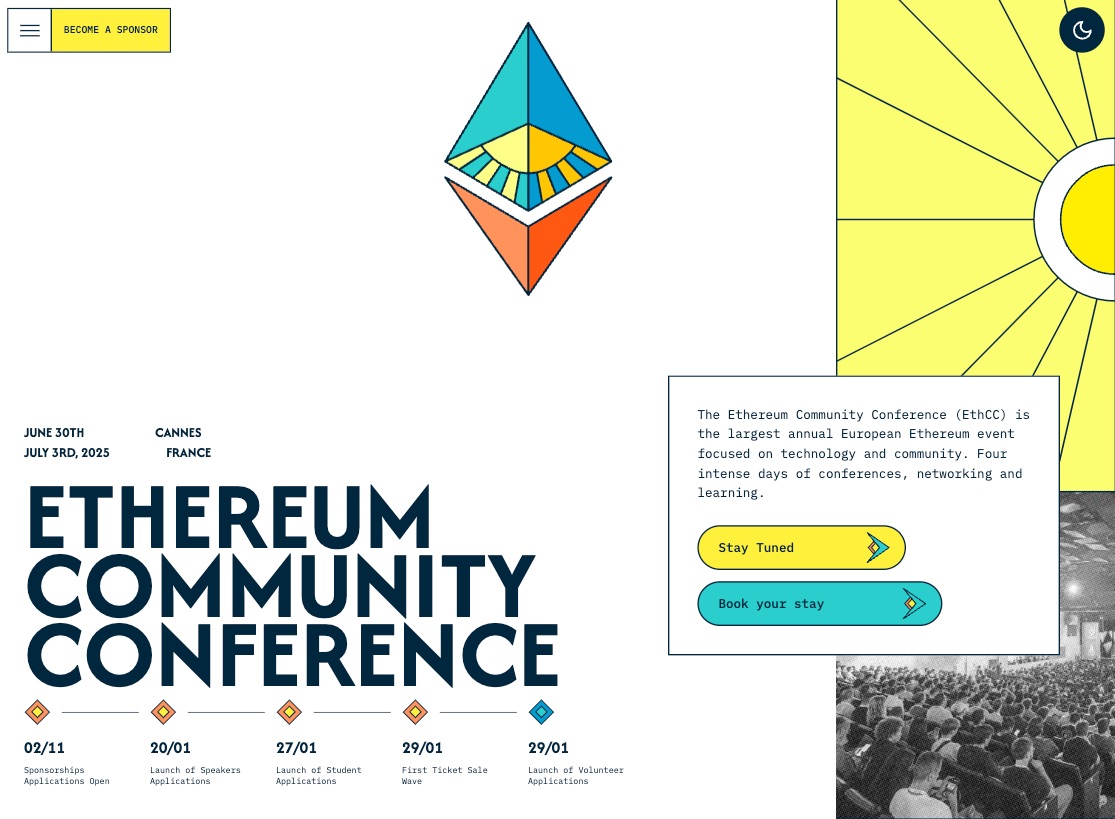 BECOME A SPONSOR
JUNE 30TH CANNES
JULY 3RD, 2025 FRANCE
ETHEREUM
COMMUNITY
CONFERENCE
02/11
Sponsorships
Applications Open
20/01
Launch of Speakers
Applications
27/01
Launch of Student
Applications
29/01
First Ticket Sale
Wave
29/01
Launch of Volunteer
Applications
The Ethereum Community Conference (EthCC) is
the largest annual European Ethereum event
focused on technology and community. Four
intense days of conferences, networking and
learning.
Stay Tuned
Book your stay